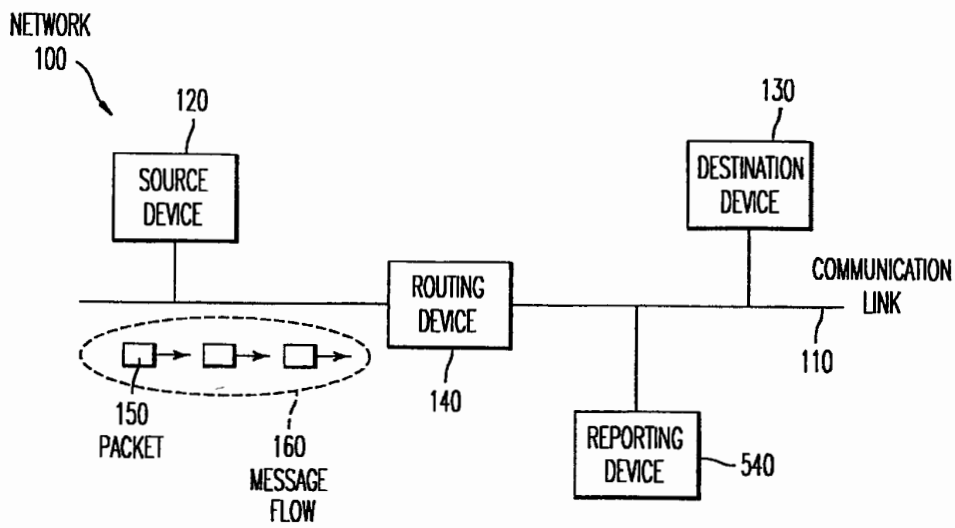 NETWORK
100
120
SOURCE
DEVICE
130
DESTINATION
DEVICE
ROUTING
DEVICE
140
COMMUNICATION
LINK
110
150
PACKET
160
MESSAGE
FLOW
REPORTING
DEVICE
540